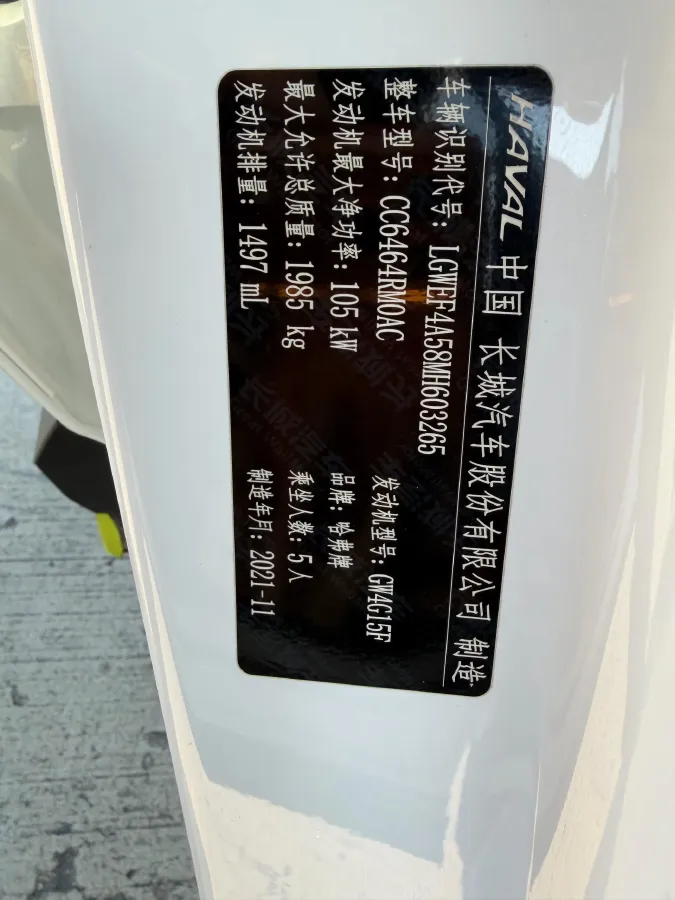 HAVAL 中国 长城汽车股份有限公司 制造
车辆识别代号：LGWEF4A58MH603265
整车型号：CC6464RM0AC 发动机型号：GW4G15F
发动机最大净功率：105 kW 品牌：哈弗牌
最大允许总质量：1985 kg 乘坐人数：5人
发动机排量：1497 mL 制造年月：2021-11